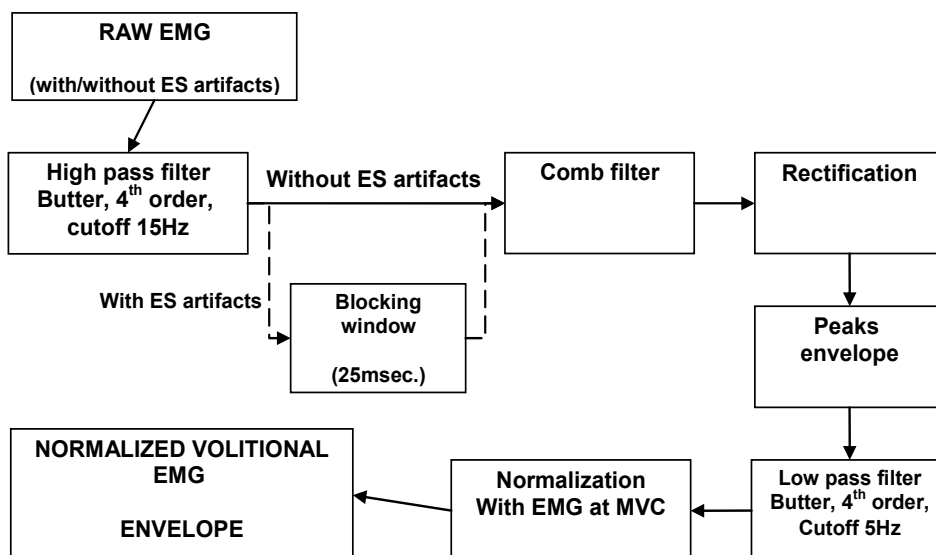 RAW EMG
(with/without ES artifacts)
High pass filter
Butter, 4th order,
cutoff 15Hz
Without ES artifacts
With ES artifacts
Blocking
window
(25msec.)
Comb filter
Rectification
Peaks
envelope
Low pass filter
Butter, 4th order,
Cutoff 5Hz
Normalization
With EMG at MVC
NORMALIZED VOLITIONAL
EMG
ENVELOPE